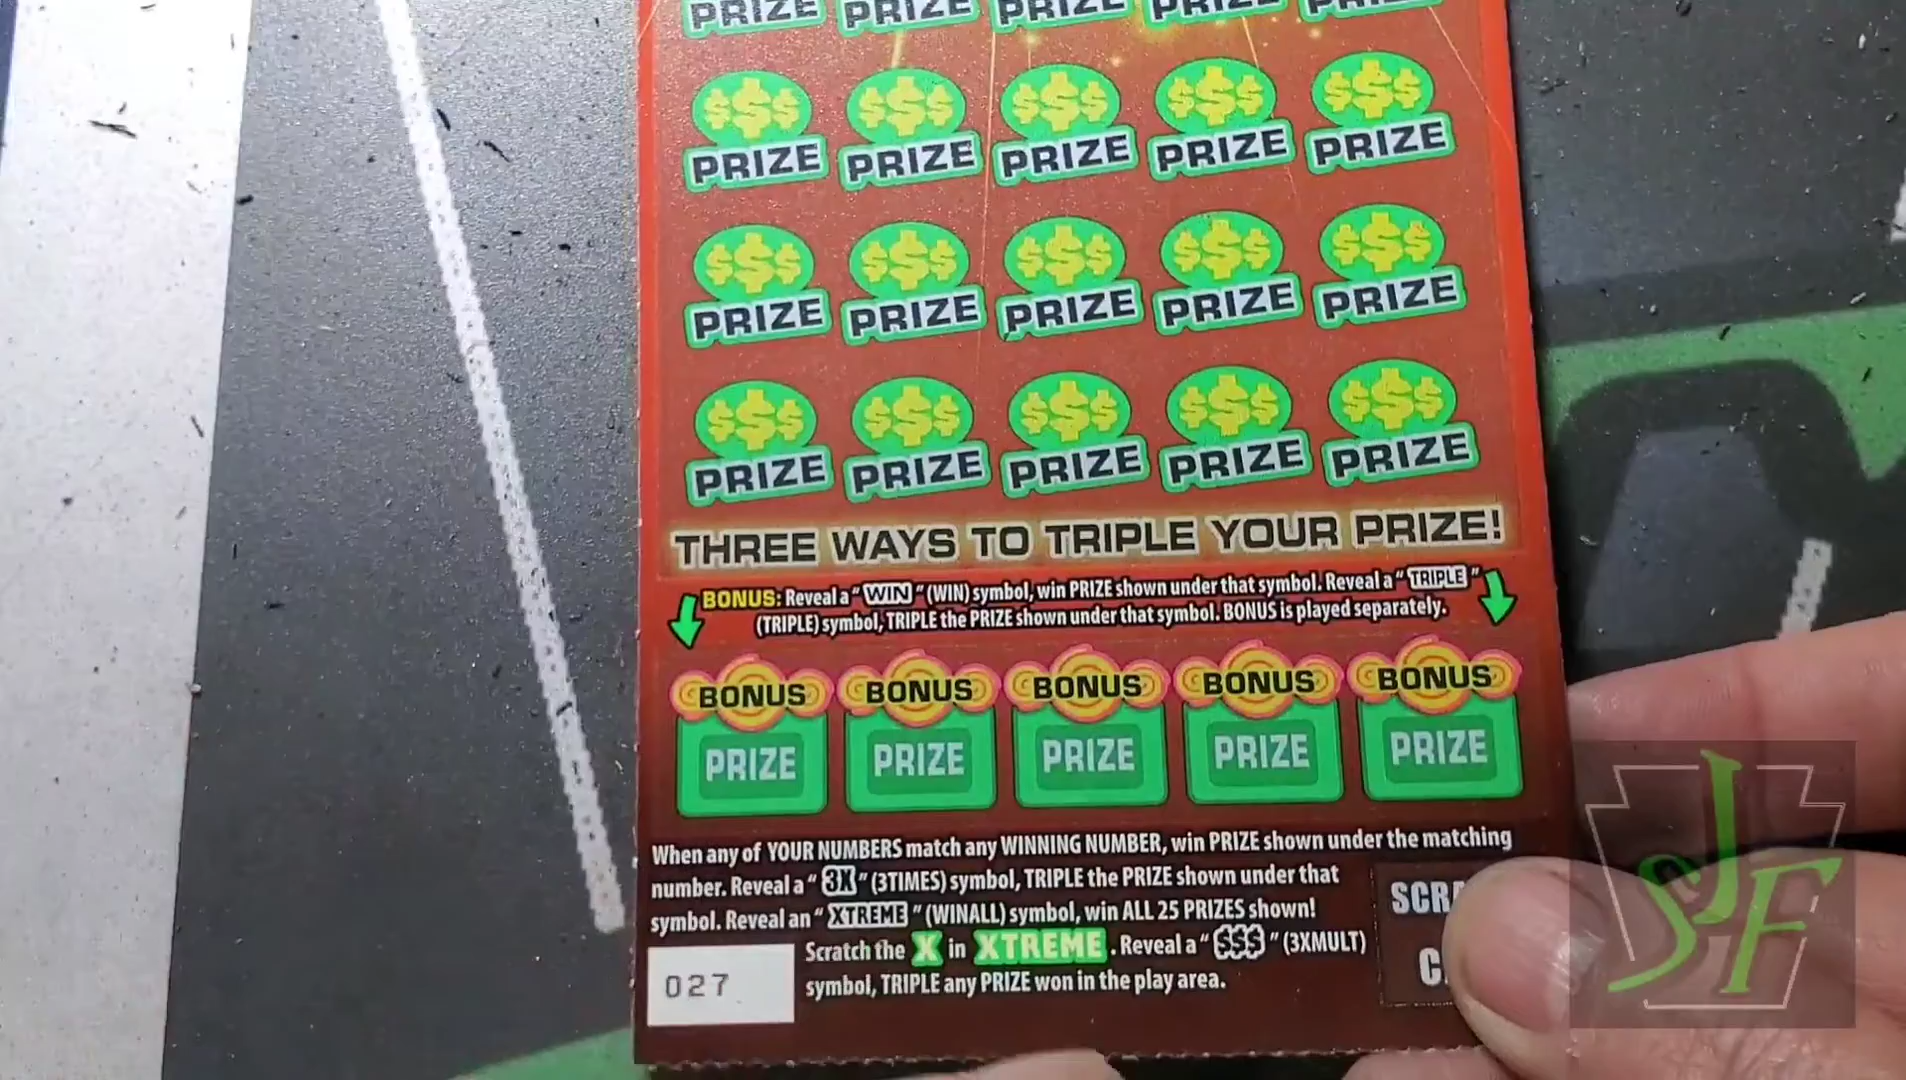 PRIZE PRIZE PRIZE PRIZE PRIZE
$$$ $$$ $$$ $$$ $$$
PRIZE PRIZE PRIZE PRIZE PRIZE
$$$ $$$ $$$ $$$ $$$
PRIZE PRIZE PRIZE PRIZE PRIZE
$$$ $$$ $$$ $$$ $$$
PRIZE PRIZE PRIZE PRIZE PRIZE
THREE WAYS TO TRIPLE YOUR PRIZE!
BONUS: Reveal a "WIN" (WIN) symbol, win PRIZE shown under that symbol. Reveal a "TRIPLE"
(TRIPLE) symbol, TRIPLE the PRIZE shown under that symbol. BONUS is played separately.
BONUS BONUS BONUS BONUS BONUS
PRIZE PRIZE PRIZE PRIZE PRIZE
When any of YOUR NUMBERS match any WINNING NUMBER, win PRIZE shown under the matching
number. Reveal a "3X" (3TIMES) symbol, TRIPLE the PRIZE shown under that
symbol. Reveal an "XTREME" (WINALL) symbol, win ALL 25 PRIZES shown!
Scratch the X in XTREME. Reveal a "$$$" (3XMULT)
symbol, TRIPLE any PRIZE won in the play area.
027
SJF